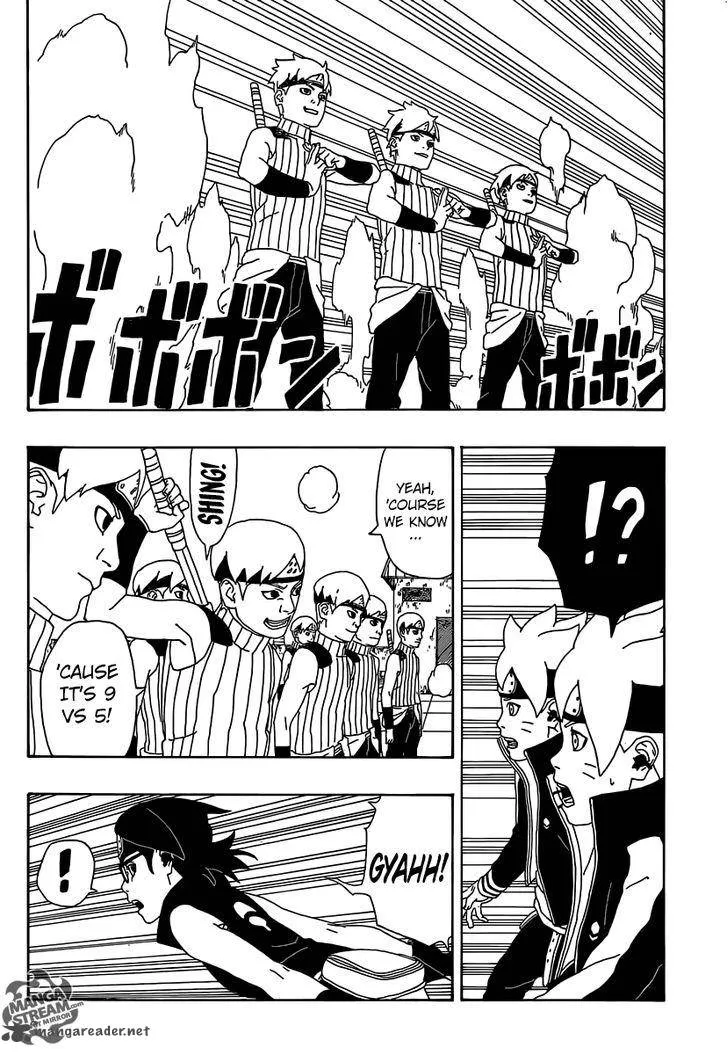 ボボボン
ボボン
!?
YEAH,
'COURSE
WE KNOW
...
SHING!
'CAUSE
IT'S 9
VS 5!
GYAHH!
!
MANGA
STREAM.com
mangareader.net